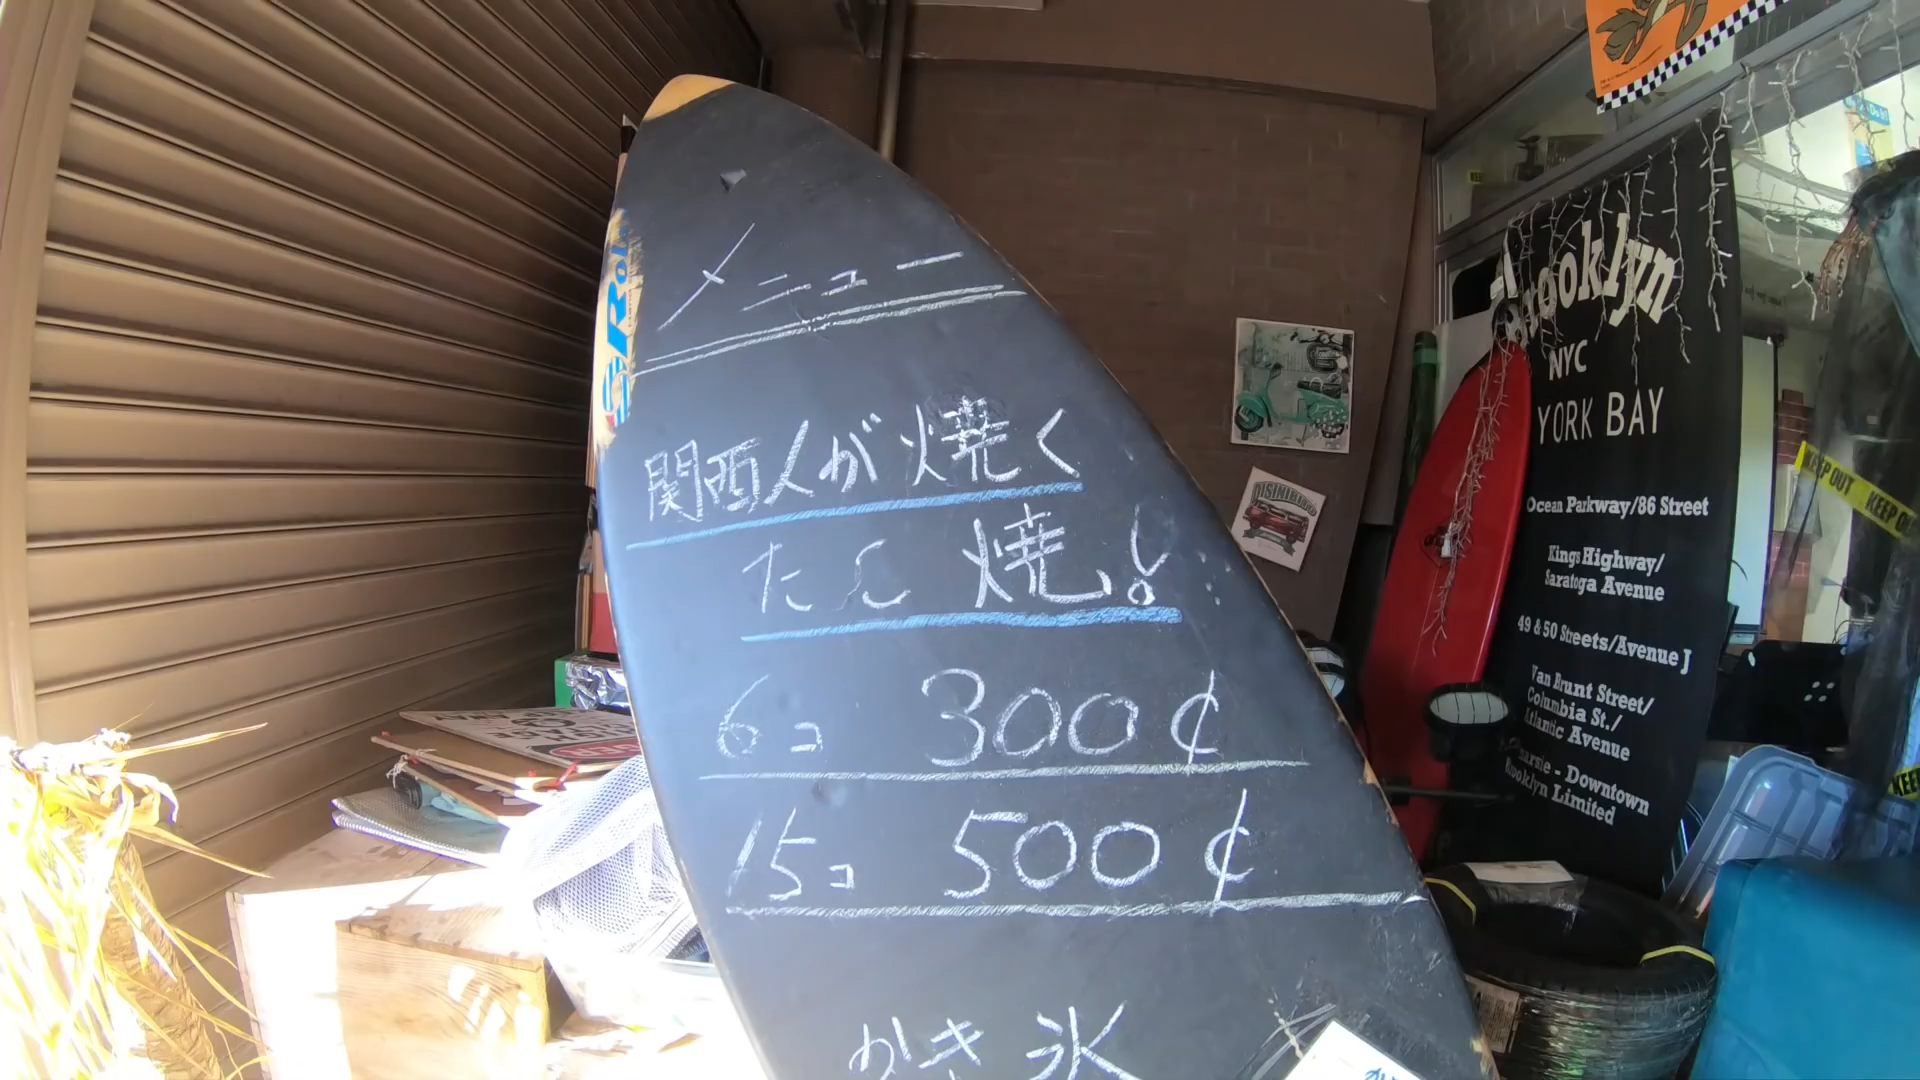 メニュー
関西人が焼く
たこ焼!
6コ 300¢
15コ 500¢
かき氷
Brooklyn
NYC
YORK BAY
Ocean Parkway/86 Street
Kings Highway/
Saratoga Avenue
49 & 50 Streets/Avenue J
Van Brunt Street/
Columbia St./
Atlantic Avenue
- Downtown
Brooklyn Limited
KEEP OUT KEEP